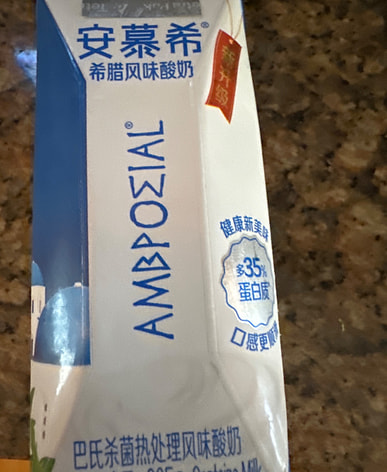 安慕希®
希腊风味酸奶
新升级
AMBPOΣIAL®
健康新美味
多35%
蛋白质
口感更顺滑
巴氏杀菌热处理风味酸奶